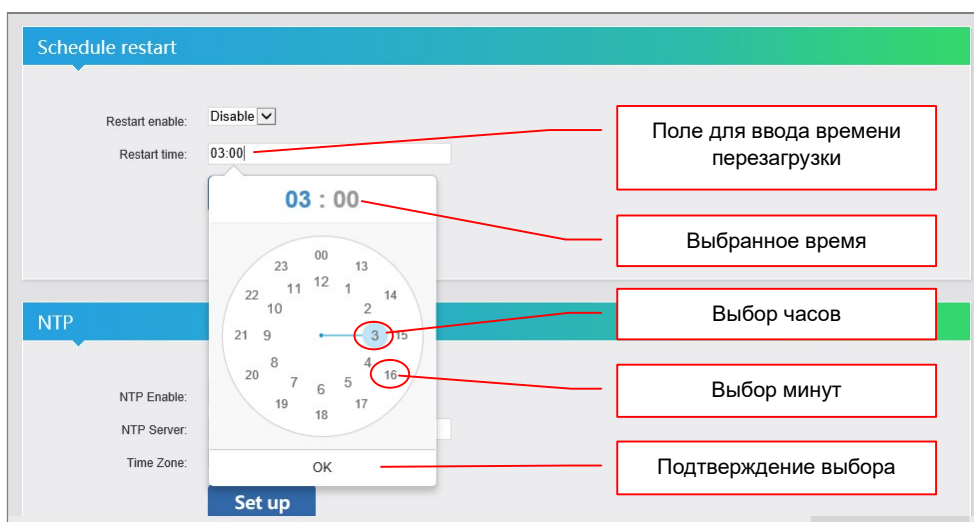 Schedule restart
Restart enable: Disable
Restart time: 03:00
Поле для ввода времени
перезагрузки
03 : 00
Выбранное время
00
23 13
12
11 1
22 14
10 2
Выбор часов
21 9 3 15
8 4
20 16
7 5
6
19 17
18
Выбор минут
OK
Подтверждение выбора
NTP
NTP Enable:
NTP Server:
Time Zone:
Set up